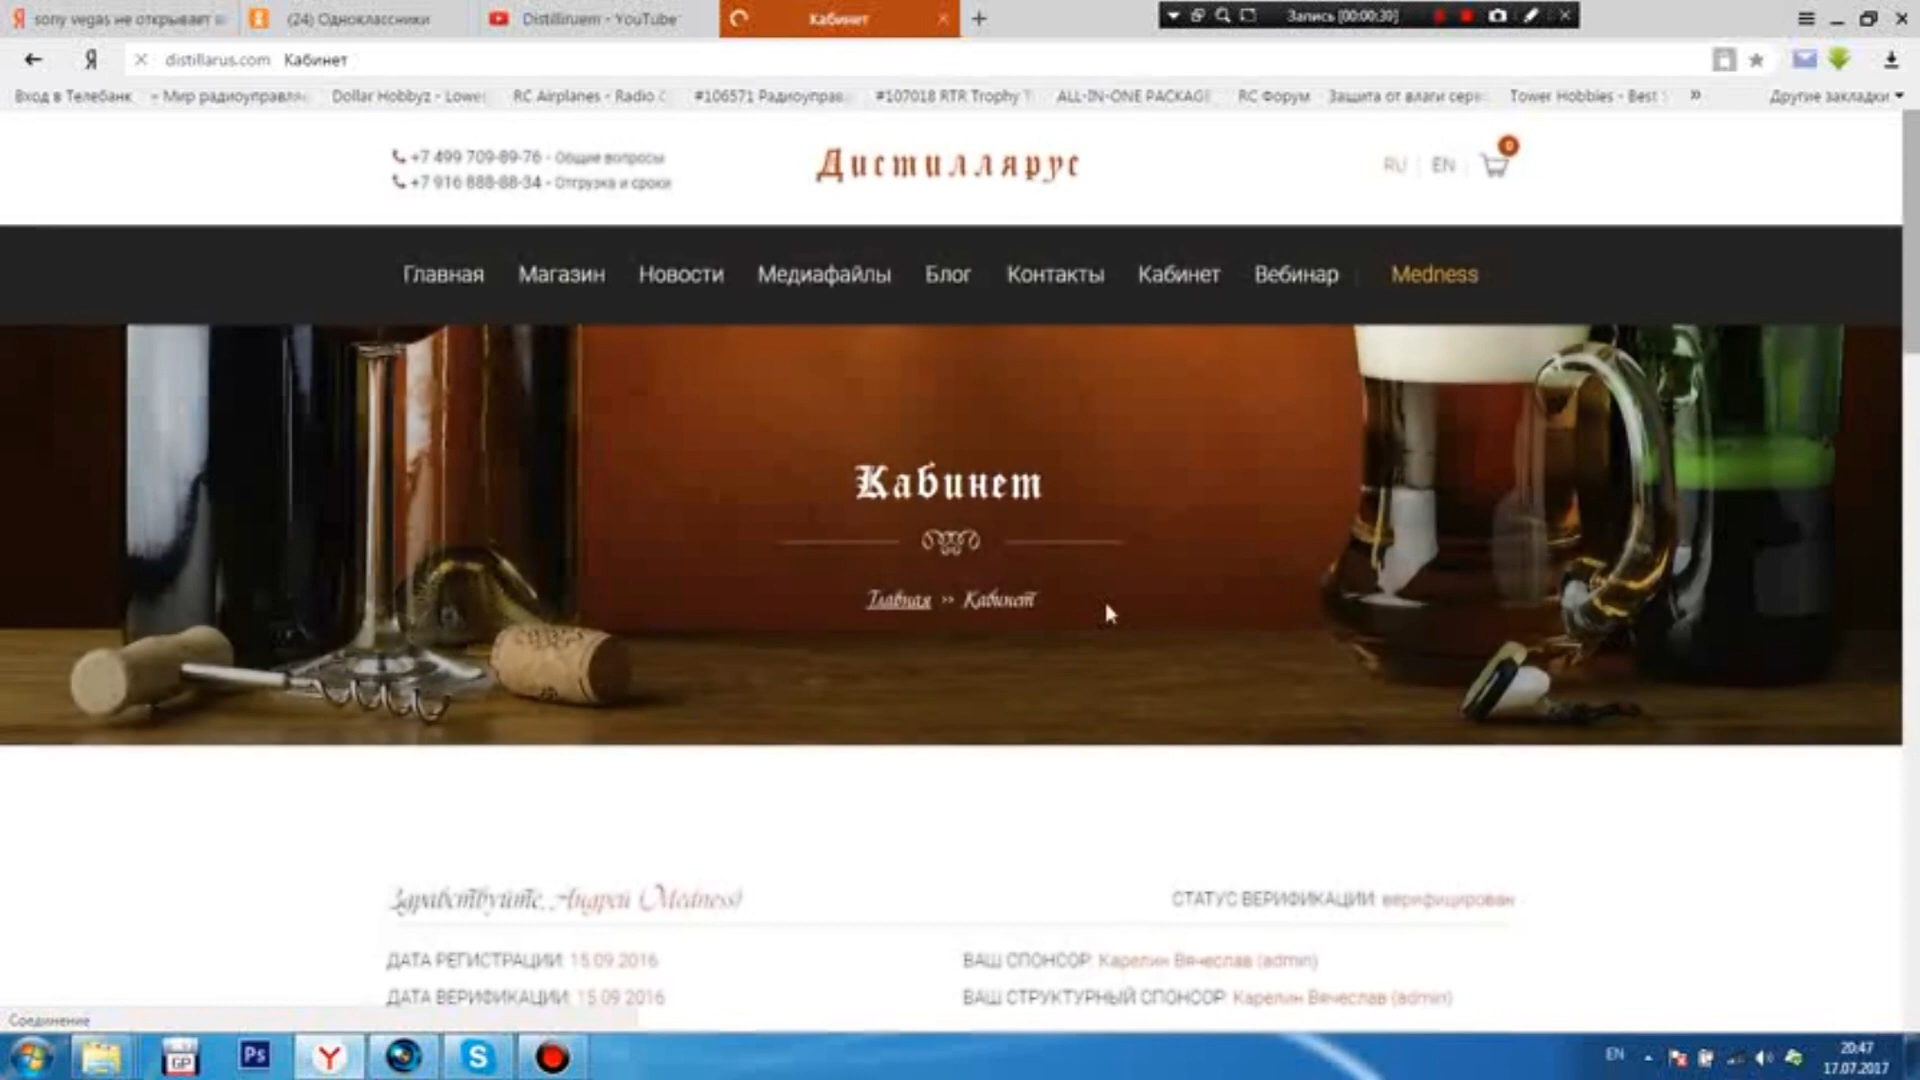 sony vegas не открывает
(24) Одноклассники
Distilliruem - YouTube
Кабинет
Запись [00:00:30]
distillarus.com Кабинет
Вход в Телебанк
Мир радиоуправля
Dollar Hobbyz - Lowe
RC Airplanes - Radio C
#106571 Радиоуправ
#107018 RTR Trophy T
ALL-IN-ONE PACKAGE
RC Форум
Защита от влаги серв
Tower Hobbies - Best S
»
Другие закладки
+7 499 709-89-76 - Общие вопросы
+7 916 888-88-34 - Отгрузка и сроки
Дистиллярус
RU | EN
0
Главная Магазин Новости Медиафайлы Блог Контакты Кабинет Вебинар Medness
Кабинет
Главная ›› Кабинет
Здравствуйте, Андрей (Medness)
СТАТУС ВЕРИФИКАЦИИ: верифицирован
ДАТА РЕГИСТРАЦИИ: 15.09.2016
ВАШ СПОНСОР: Карелин Вячеслав (admin)
ДАТА ВЕРИФИКАЦИИ: 15.09.2016
ВАШ СТРУКТУРНЫЙ СПОНСОР: Карелин Вячеслав (admin)
Соединение
GP
Ps
EN
20:47
17.07.2017